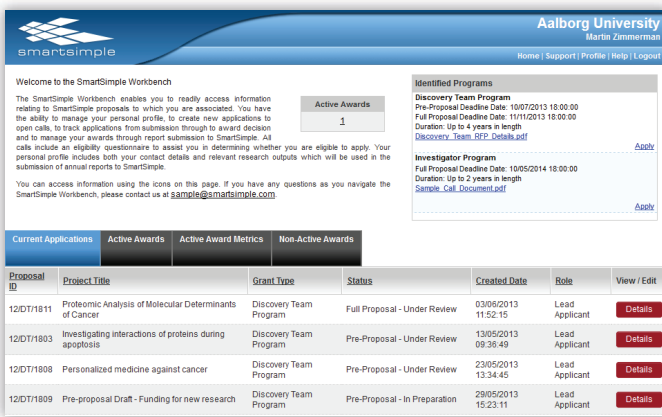 smartsimple
Aalborg University
Martin Zimmerman
Home | Support | Profile | Help | Logout
Welcome to the SmartSimple Workbench
The SmartSimple Workbench enables you to readily access information
relating to SmartSimple proposals to which you are associated. You have
the ability to manage your personal profile, to create new applications to
open calls, to track applications from submission through to award decision
and to manage your awards through report submission to SmartSimple. All
calls include an eligibility questionnaire to assist you in determining whether you are eligible to apply. Your
personal profile includes both your contact details and relevant research outputs which will be used in the
submission of annual reports to SmartSimple.
You can access information using the icons on this page. If you have any questions as you navigate the
SmartSimple Workbench, please contact us at sample@smartsimple.com.
Active Awards
1
Identified Programs
Discovery Team Program
Pre-Proposal Deadline Date: 10/07/2013 18:00:00
Full Proposal Deadline Date: 11/11/2013 18:00:00
Duration: Up to 4 years in length
Discovery_Team_RFP_Details.pdf
Apply
Investigator Program
Full Proposal Deadline Date: 10/05/2014 18:00:00
Duration: Up to 2 years in length
Sample_Call_Document.pdf
Apply
Current Applications Active Awards Active Award Metrics Non-Active Awards
Proposal ID Project Title Grant Type Status Created Date Role View / Edit
12/DT/1811 Proteomic Analysis of Molecular Determinants of Cancer Discovery Team Program Full Proposal - Under Review 03/06/2013 11:52:15 Lead Applicant Details
12/DT/1803 Investigating interactions of proteins during apoptosis Discovery Team Program Pre-Proposal - Under Review 13/05/2013 09:36:49 Lead Applicant Details
12/DT/1808 Personalized medicine against cancer Discovery Team Program Pre-Proposal - Under Review 23/05/2013 13:34:45 Lead Applicant Details
12/DT/1809 Pre-proposal Draft - Funding for new research Discovery Team Program Pre-Proposal - In Preparation 29/05/2013 15:23:11 Lead Applicant Details